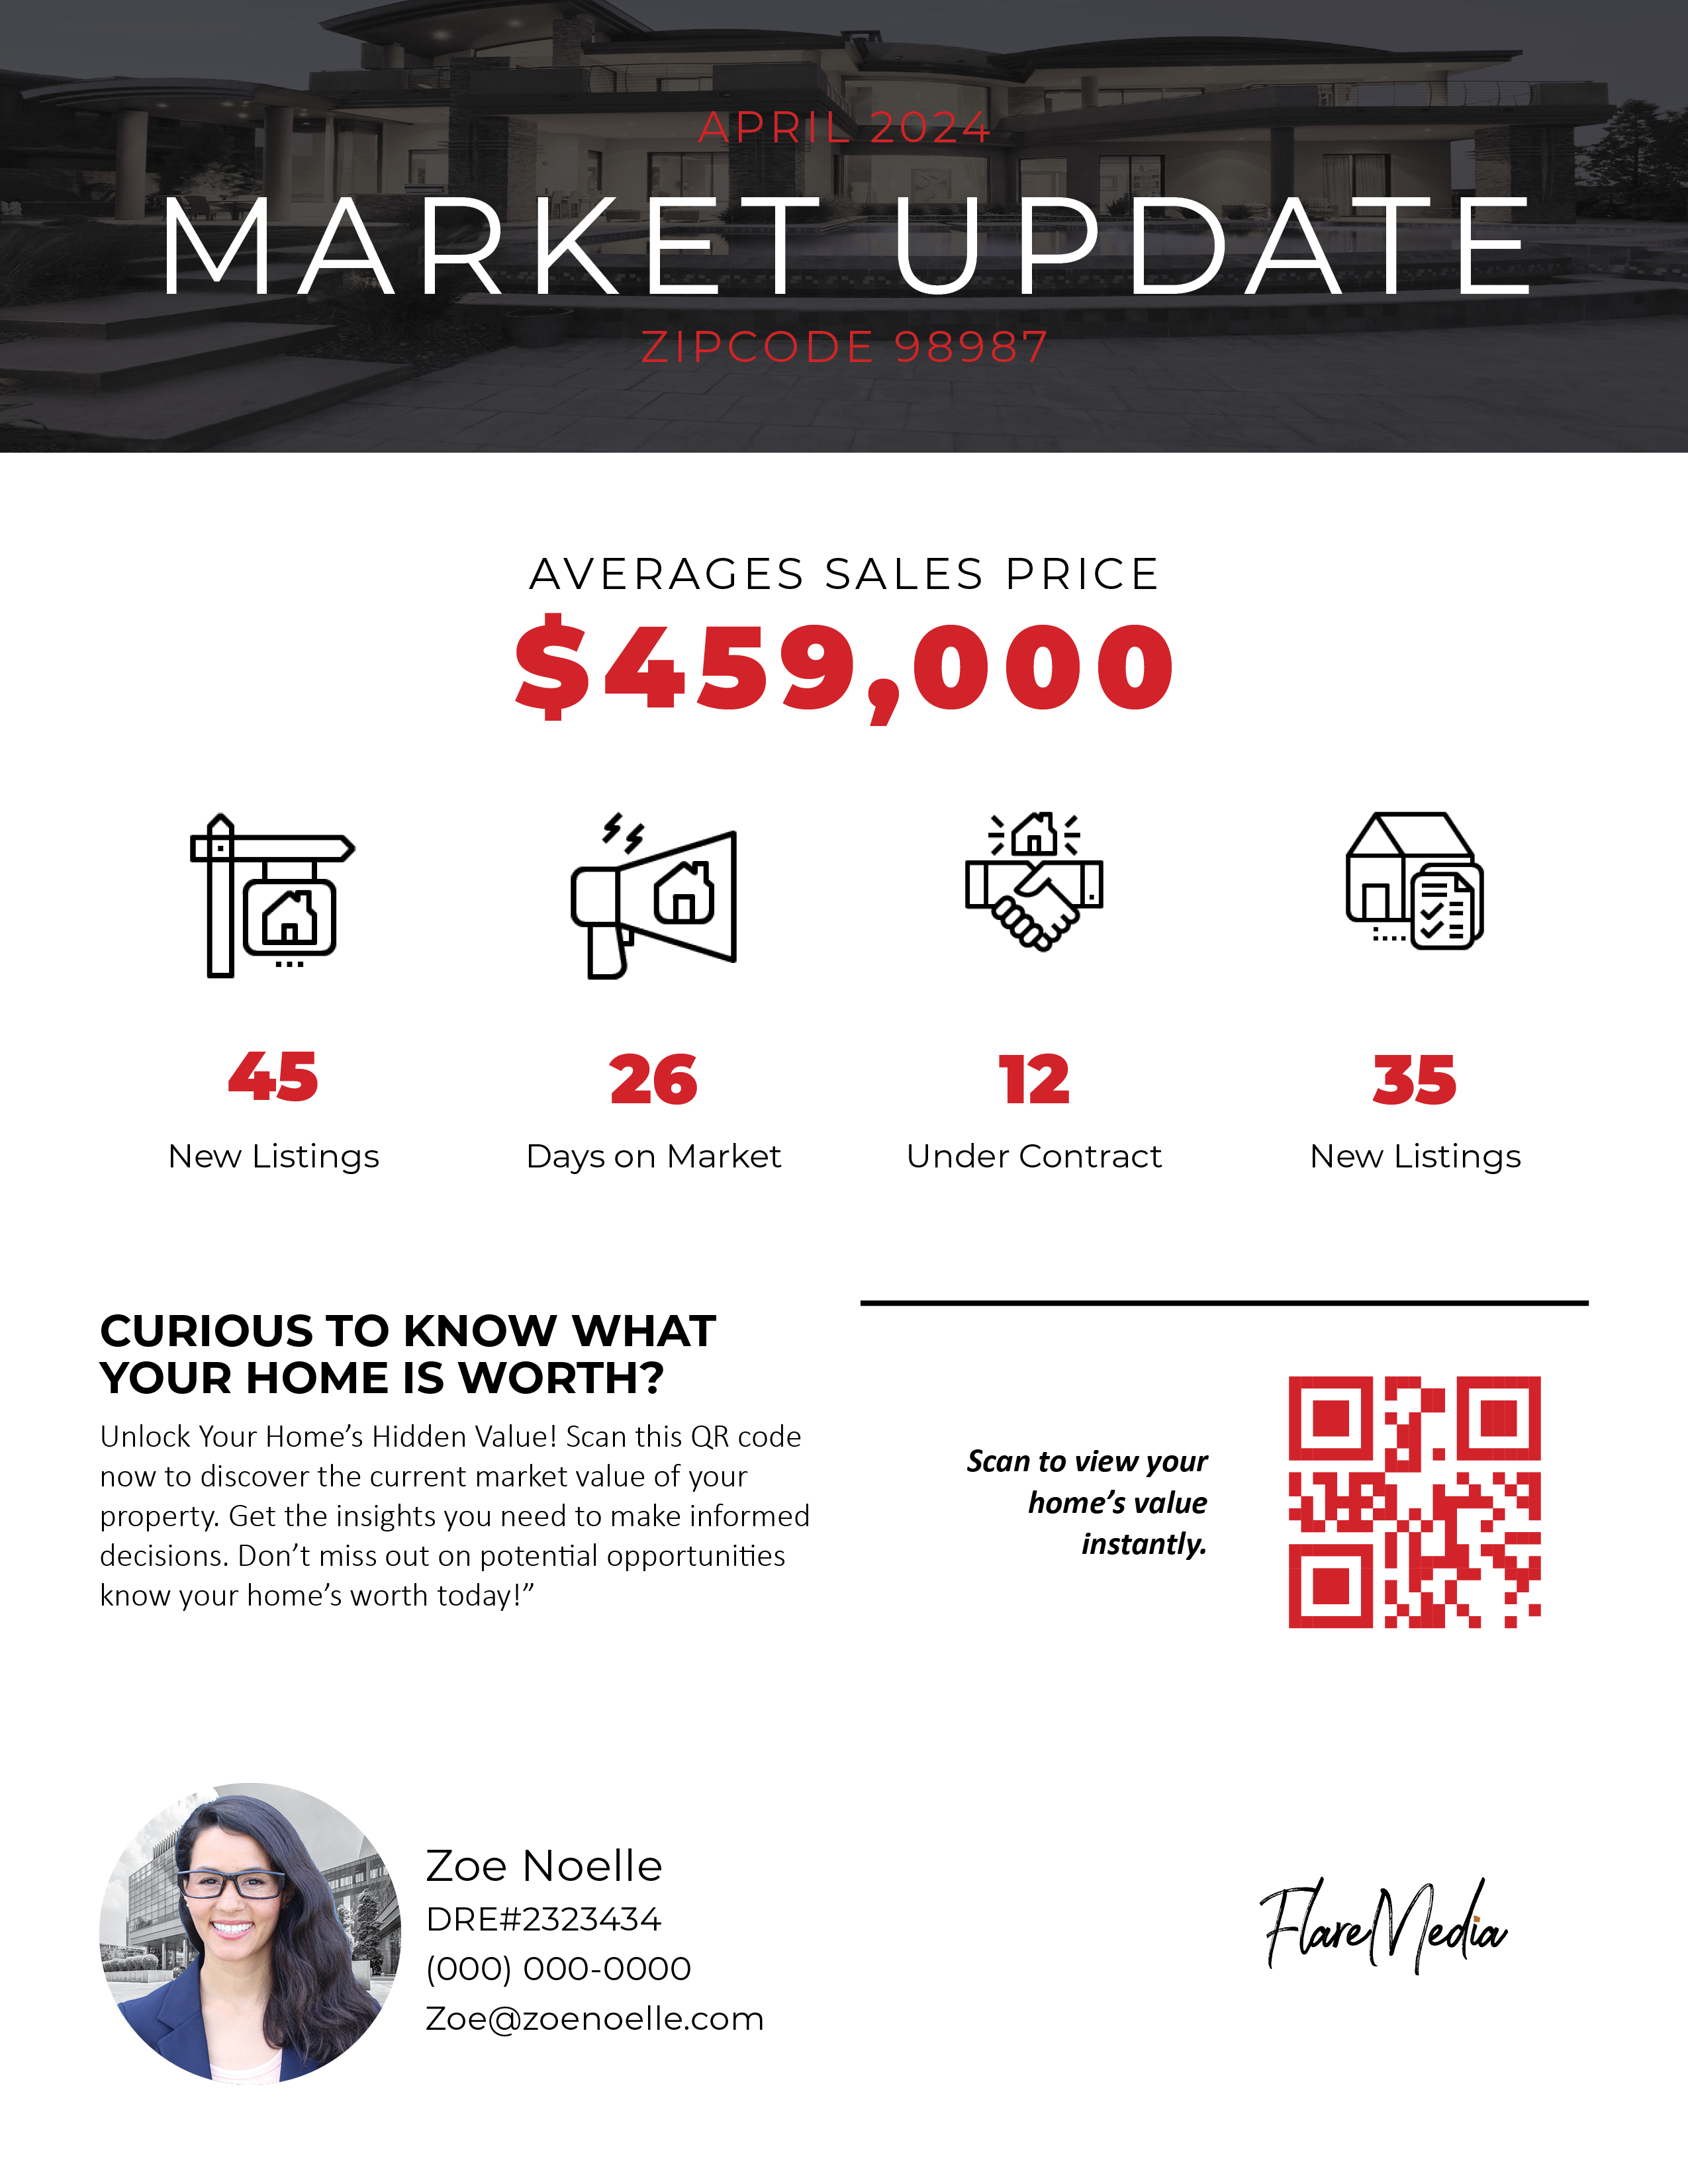 APRIL 2024
MARKET UPDATE
ZIPCODE 98987
AVERAGES SALES PRICE
$459,000
45
New Listings
26
Days on Market
12
Under Contract
35
New Listings
CURIOUS TO KNOW WHAT
YOUR HOME IS WORTH?
Unlock Your Home’s Hidden Value! Scan this QR code
now to discover the current market value of your
property. Get the insights you need to make informed
decisions. Don’t miss out on potential opportunities
know your home’s worth today!”
Scan to view your
home’s value
instantly.
Zoe Noelle
DRE#2323434
(000) 000-0000
Zoe@zoenoelle.com
FlareMedia